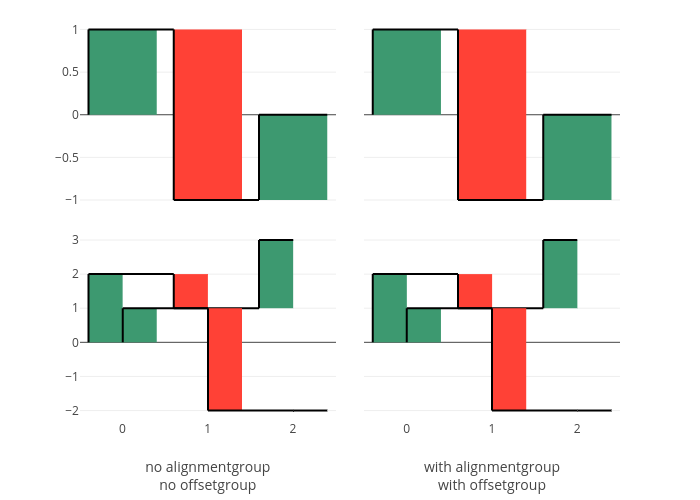 1
0.5
0
−0.5
−1
3
2
1
0
−1
−2
0 1 2
0 1 2
no alignmentgroup
no offsetgroup
with alignmentgroup
with offsetgroup